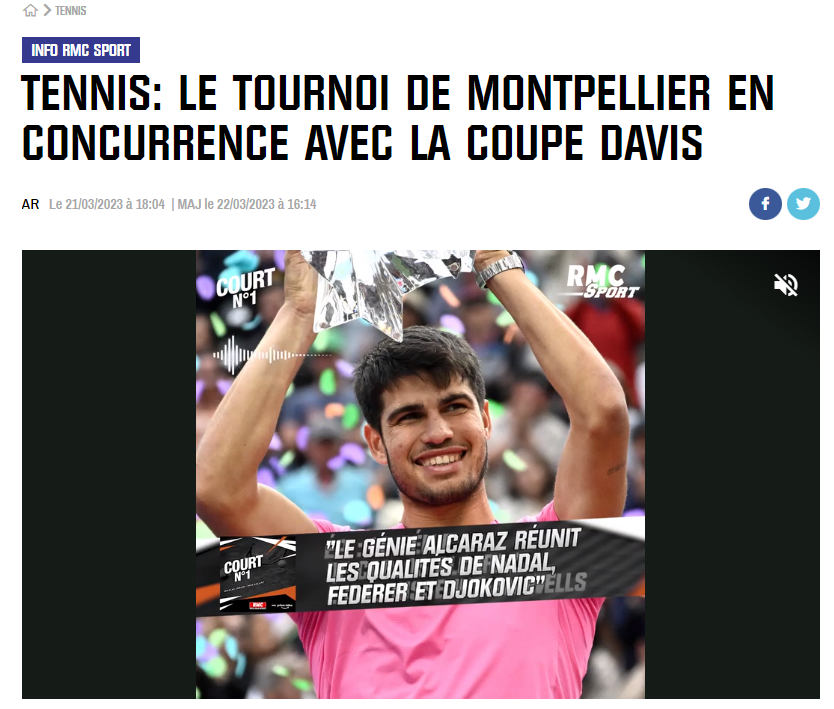 TENNIS
INFO RMC SPORT
TENNIS: LE TOURNOI DE MONTPELLIER EN
CONCURRENCE AVEC LA COUPE DAVIS
AR Le 21/03/2023 à 18:04 | MAJ le 22/03/2023 à 16:14
COURT
N°1
RMC
SPORT
"LE GÉNIE ALCARAZ RÉUNIT
LES QUALITES DE NADAL,
FEDERER ET DJOKOVIC"
ELLS
COURT
N°1
RMC